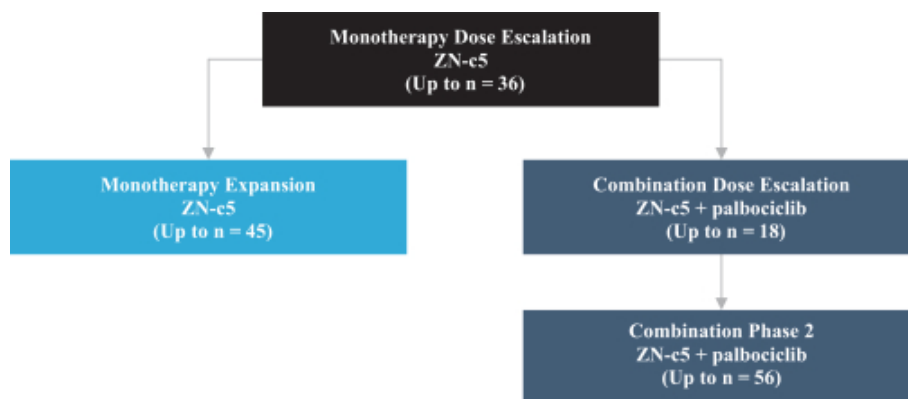 Monotherapy Dose Escalation
ZN-c5
(Up to n = 36)
Monotherapy Expansion
ZN-c5
(Up to n = 45)
Combination Dose Escalation
ZN-c5 + palbociclib
(Up to n = 18)
Combination Phase 2
ZN-c5 + palbociclib
(Up to n = 56)